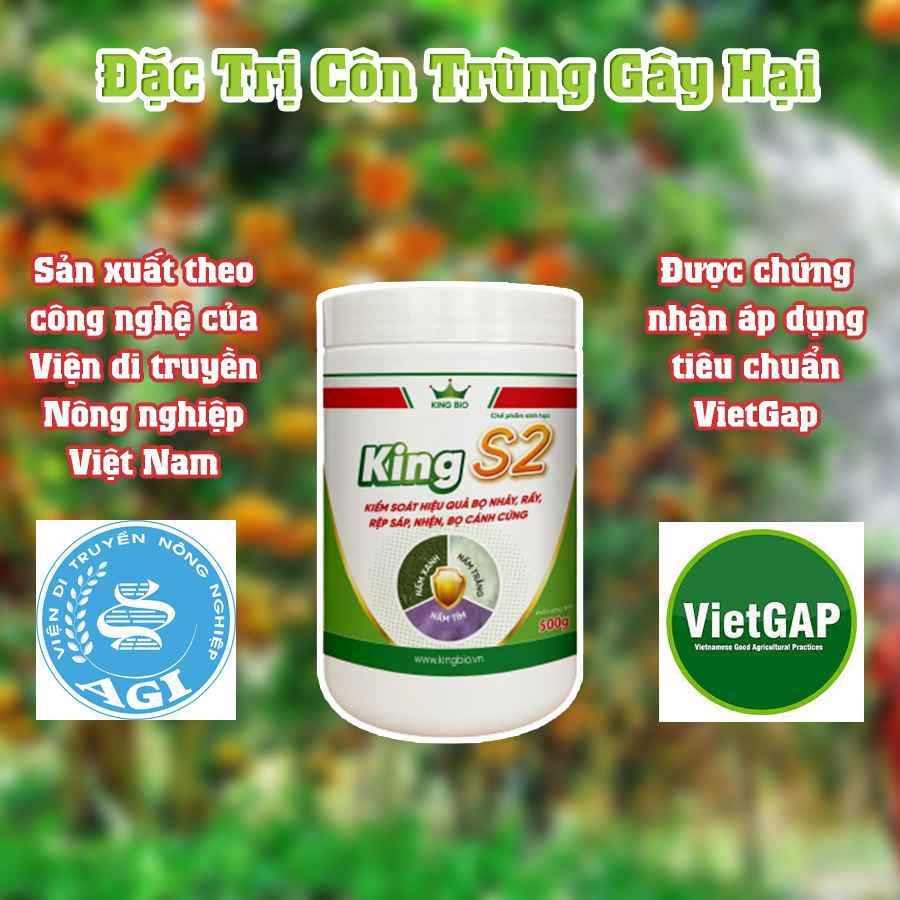 Đặc Trị Côn Trùng Gây Hại
Sản xuất theo
công nghệ của
Viện di truyền
Nông nghiệp
Việt Nam
Được chứng
nhận áp dụng
tiêu chuẩn
VietGap
KING BIO
Chế phẩm sinh học
King S2
KIỂM SOÁT HIỆU QUẢ BỌ NHẢY, RẦY,
RỆP SÁP, NHỆN, BỌ CÁNH CỨNG
NẤM XANH
NẤM TRẮNG
NẤM TÍM
500g
www.kingbio.vn
VIỆN DI TRUYỀN NÔNG NGHIỆP
AGI
VietGAP
Vietnamese Good Agricultural Practices